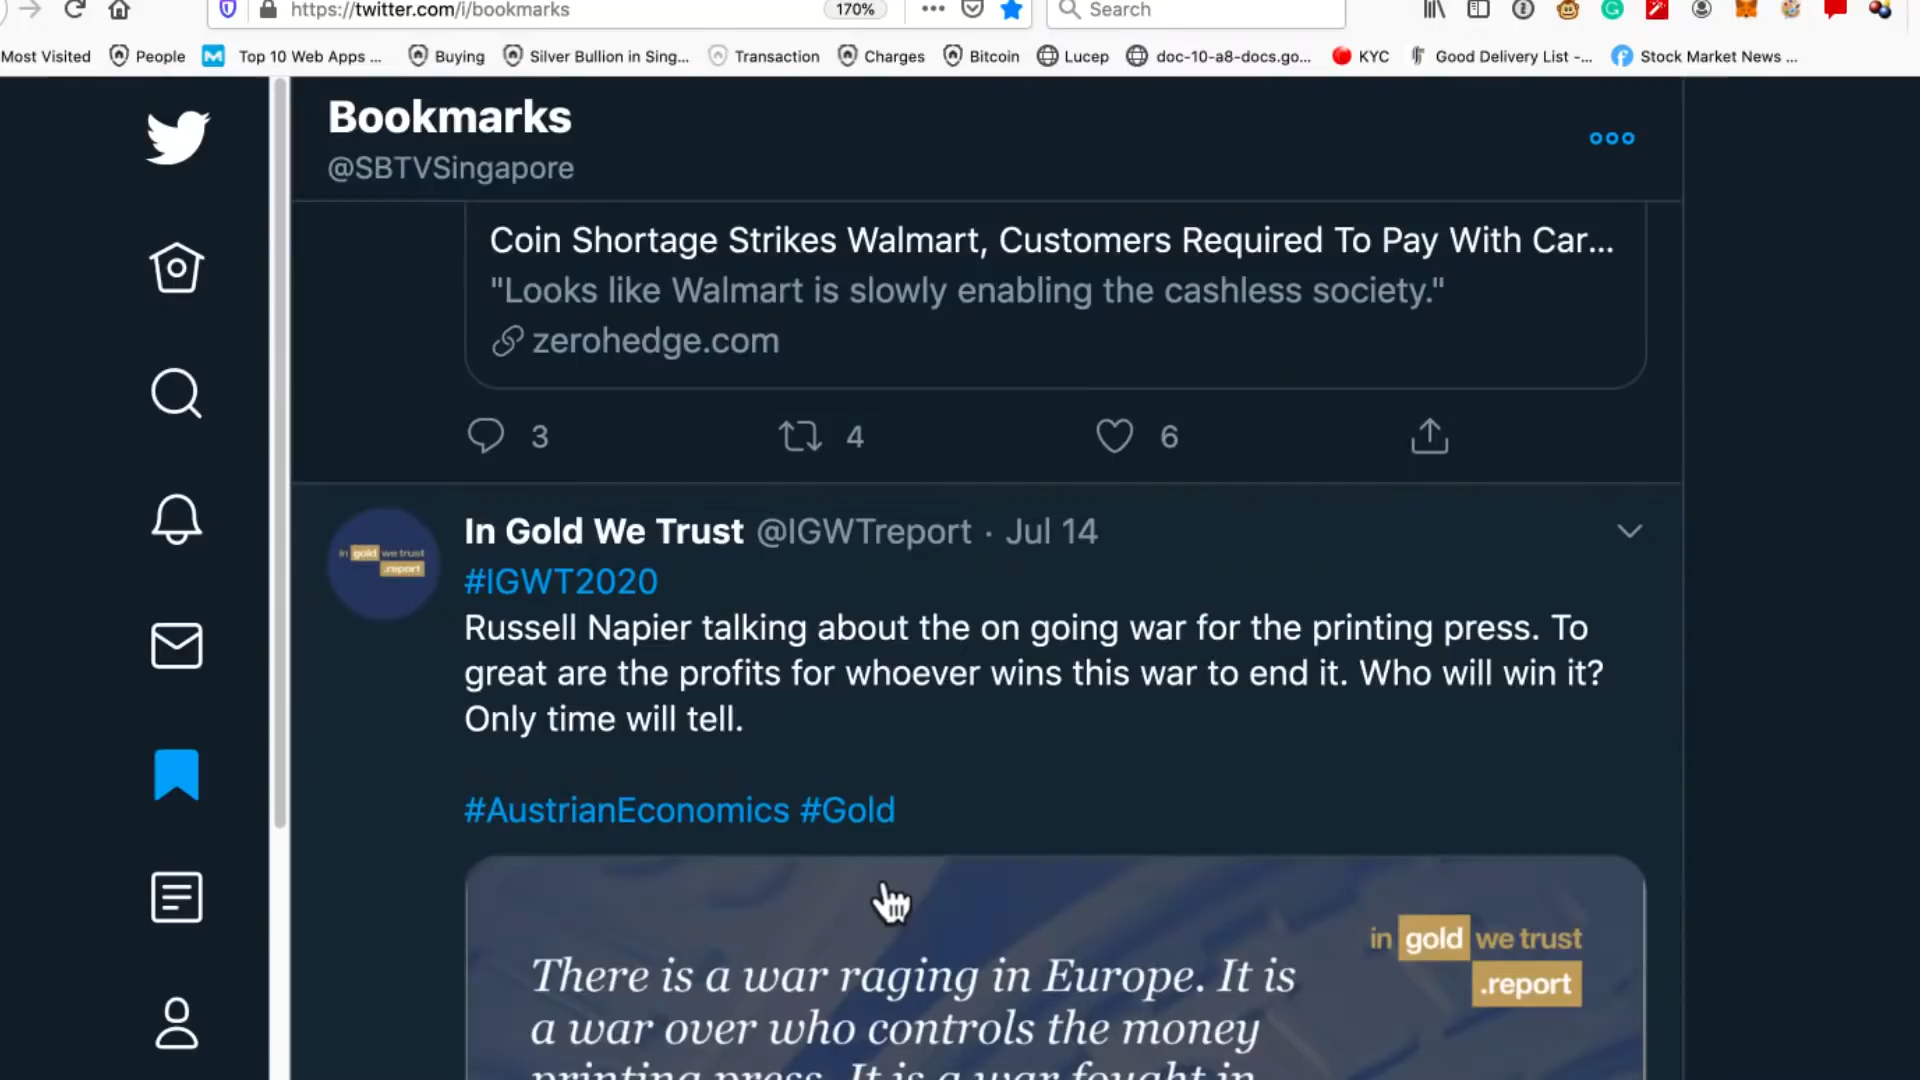 https://twitter.com/i/bookmarks
170%
Search
Most Visited
People
Top 10 Web Apps ...
Buying
Silver Bullion in Sing...
Transaction
Charges
Bitcoin
Lucep
doc-10-a8-docs.go...
KYC
Good Delivery List -...
Stock Market News ...
Bookmarks
@SBTVSingapore
Coin Shortage Strikes Walmart, Customers Required To Pay With Car...
"Looks like Walmart is slowly enabling the cashless society."
zerohedge.com
3
4
6
In Gold We Trust @IGWTreport · Jul 14
in gold we trust
.report
#IGWT2020
Russell Napier talking about the on going war for the printing press. To
great are the profits for whoever wins this war to end it. Who will win it?
Only time will tell.
#AustrianEconomics #Gold
in gold we trust
.report
There is a war raging in Europe. It is
a war over who controls the money
printing press. It is a war fought in